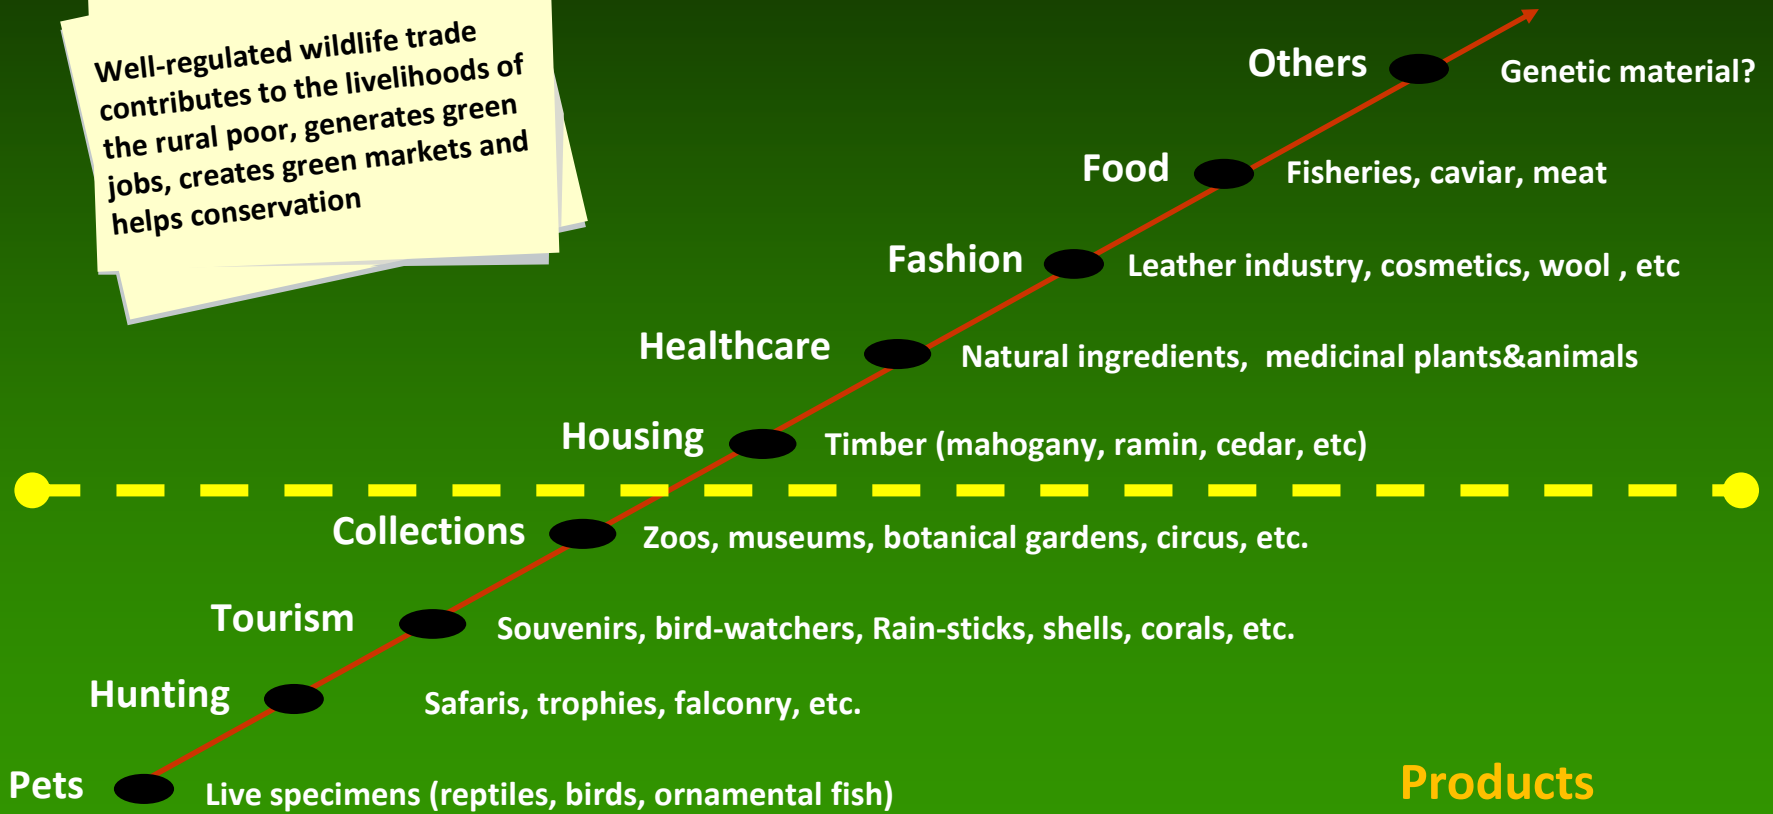 Well-regulated wildlife trade
contributes to the livelihoods of
the rural poor, generates green
jobs, creates green markets and
helps conservation
Others Genetic material?
Food Fisheries, caviar, meat
Fashion Leather industry, cosmetics, wool , etc
Healthcare Natural ingredients, medicinal plants&animals
Housing Timber (mahogany, ramin, cedar, etc)
Collections Zoos, museums, botanical gardens, circus, etc.
Tourism Souvenirs, bird-watchers, Rain-sticks, shells, corals, etc.
Hunting Safaris, trophies, falconry, etc.
Pets Live specimens (reptiles, birds, ornamental fish)
Products